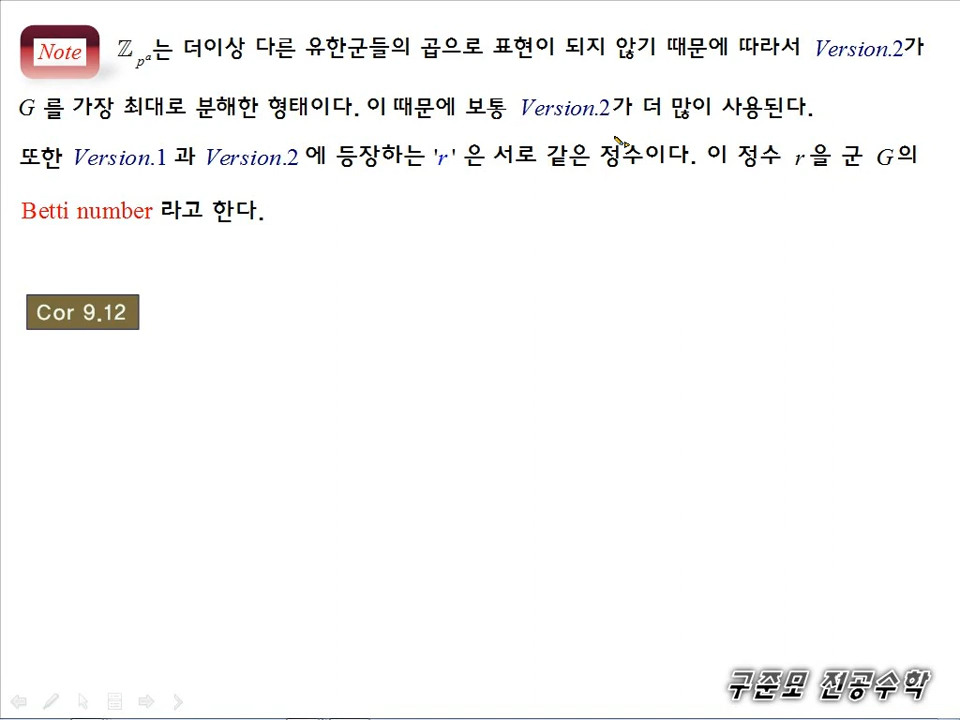 Note ℤ_{p^a}는 더이상 다른 유한군들의 곱으로 표현이 되지 않기 때문에 따라서 Version.2가
G 를 가장 최대로 분해한 형태이다. 이 때문에 보통 Version.2가 더 많이 사용된다.
또한 Version.1 과 Version.2 에 등장하는 'r' 은 서로 같은 정수이다. 이 정수 r을 군 G의
Betti number 라고 한다.
Cor 9.12
구준모 전공수학